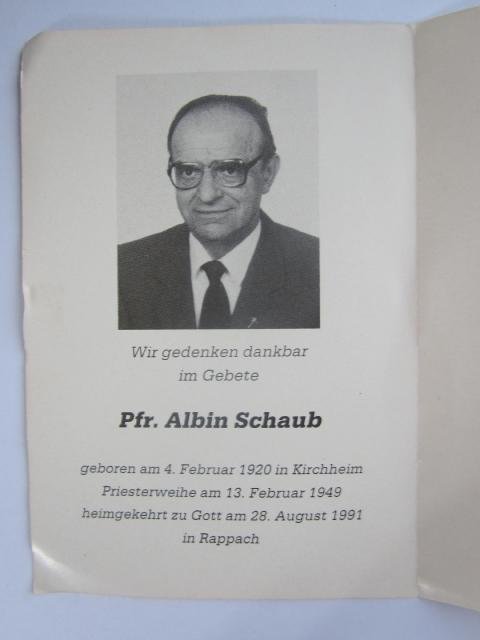 Wir gedenken dankbar
im Gebete
Pfr. Albin Schaub
geboren am 4. Februar 1920 in Kirchheim
Priesterweihe am 13. Februar 1949
heimgekehrt zu Gott am 28. August 1991
in Rappach